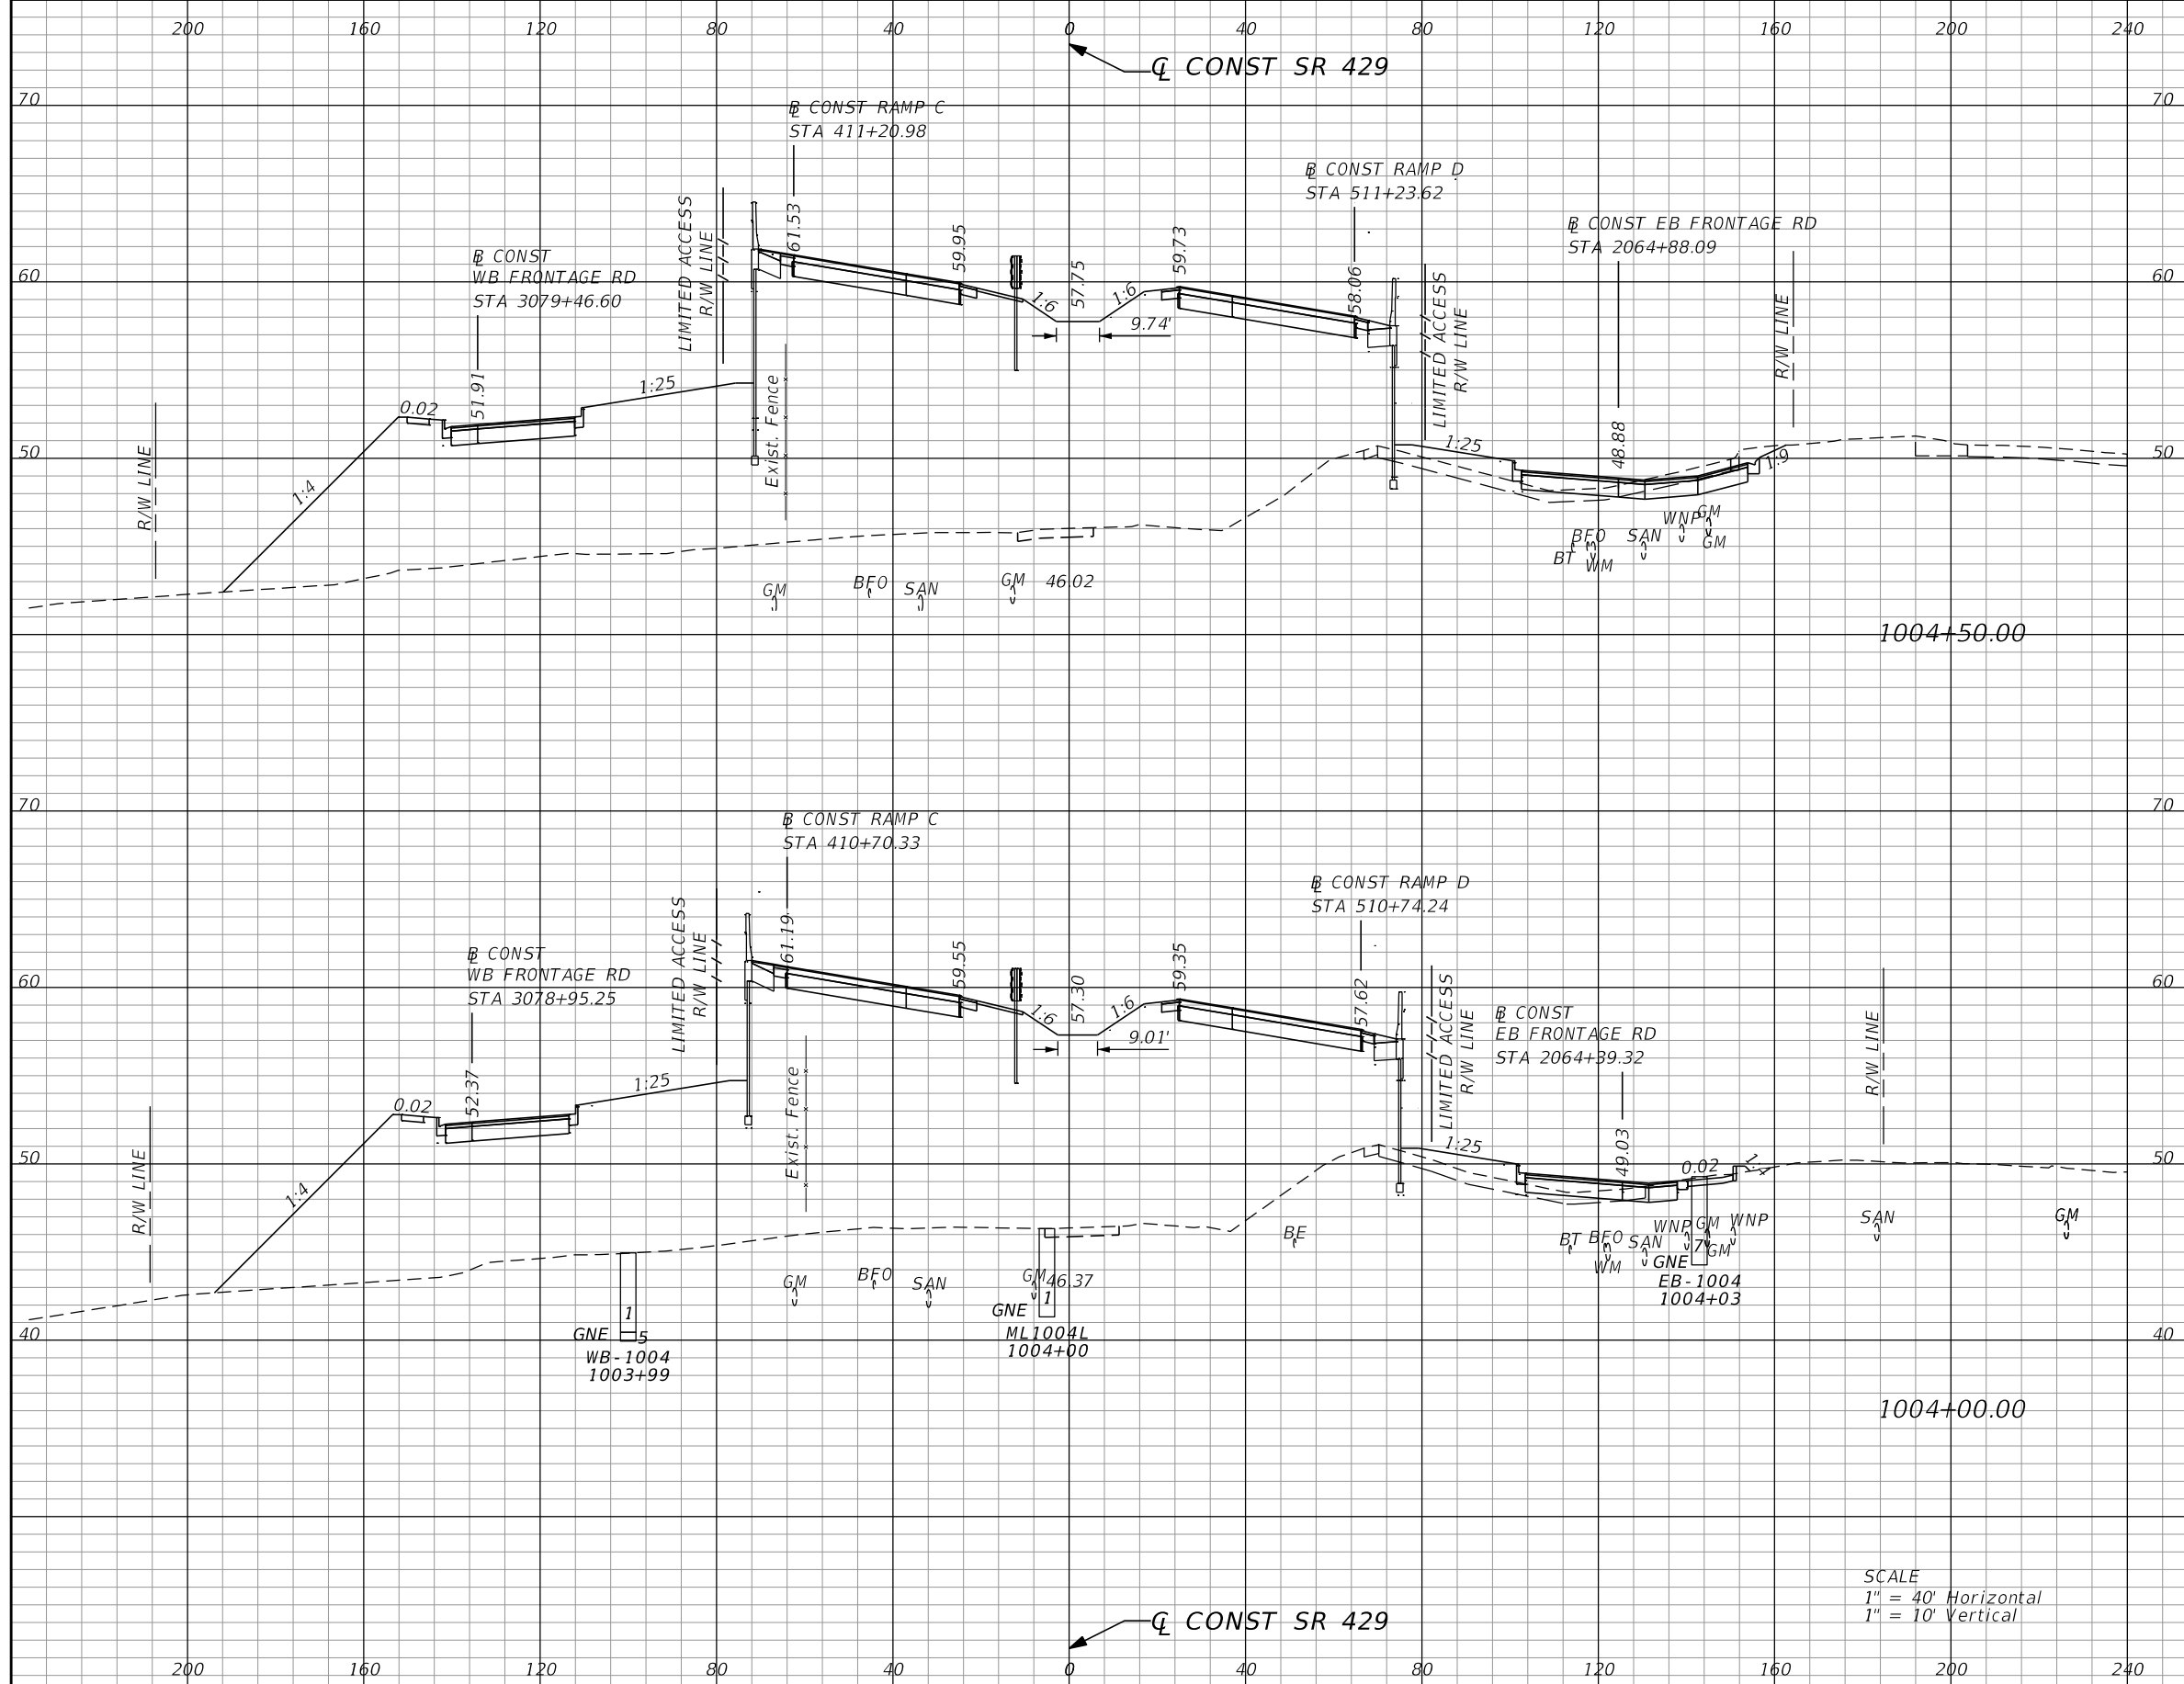 200 160 120 80 40 0 40 80 120 160 200 240
℄ CONST SR 429
70 70
B̲L CONST RAMP C
STA 411+20.98
B̲L CONST RAMP D
STA 511+23.62
B̲L CONST EB FRONTAGE RD
STA 2064+88.09
B̲L CONST
WB FRONTAGE RD
STA 3079+46.60
LIMITED ACCESS
R/W LINE
61.53
59.95
57.75
59.73
58.06
60 60
1:6
1:6
9.74'
LIMITED ACCESS
R/W LINE
R/W LINE
51.91
0.02
1:25
Exist. Fence
1:25
48.88
1:9
50 50
R/W LINE
1:4
WNP
GM
GM
BFO
SAN
BT
WM
GM
BFO
SAN
GM
46.02
1004+50.00
70 70
B̲L CONST RAMP C
STA 410+70.33
B̲L CONST RAMP D
STA 510+74.24
B̲L CONST
WB FRONTAGE RD
STA 3078+95.25
LIMITED ACCESS
R/W LINE
61.19
59.55
57.30
59.35
57.62
60 60
1:6
1:6
9.01'
LIMITED ACCESS
R/W LINE
B̲L CONST
EB FRONTAGE RD
STA 2064+39.32
R/W LINE
52.37
0.02
1:25
Exist. Fence
1:25
49.03
0.02
50 50
R/W LINE
1:4
BE
BT
BFO
WM
SAN
WNP
GM
GM
WNP
SAN
GM
7
GNE
EB-1004
1004+03
GM
BFO
SAN
GM
46.37
1
GNE
ML1004L
1004+00
1
GNE
5
WB-1004
1003+99
40 40
1004+00.00
SCALE
1" = 40' Horizontal
1" = 10' Vertical
℄ CONST SR 429
200 160 120 80 40 0 40 80 120 160 200 240